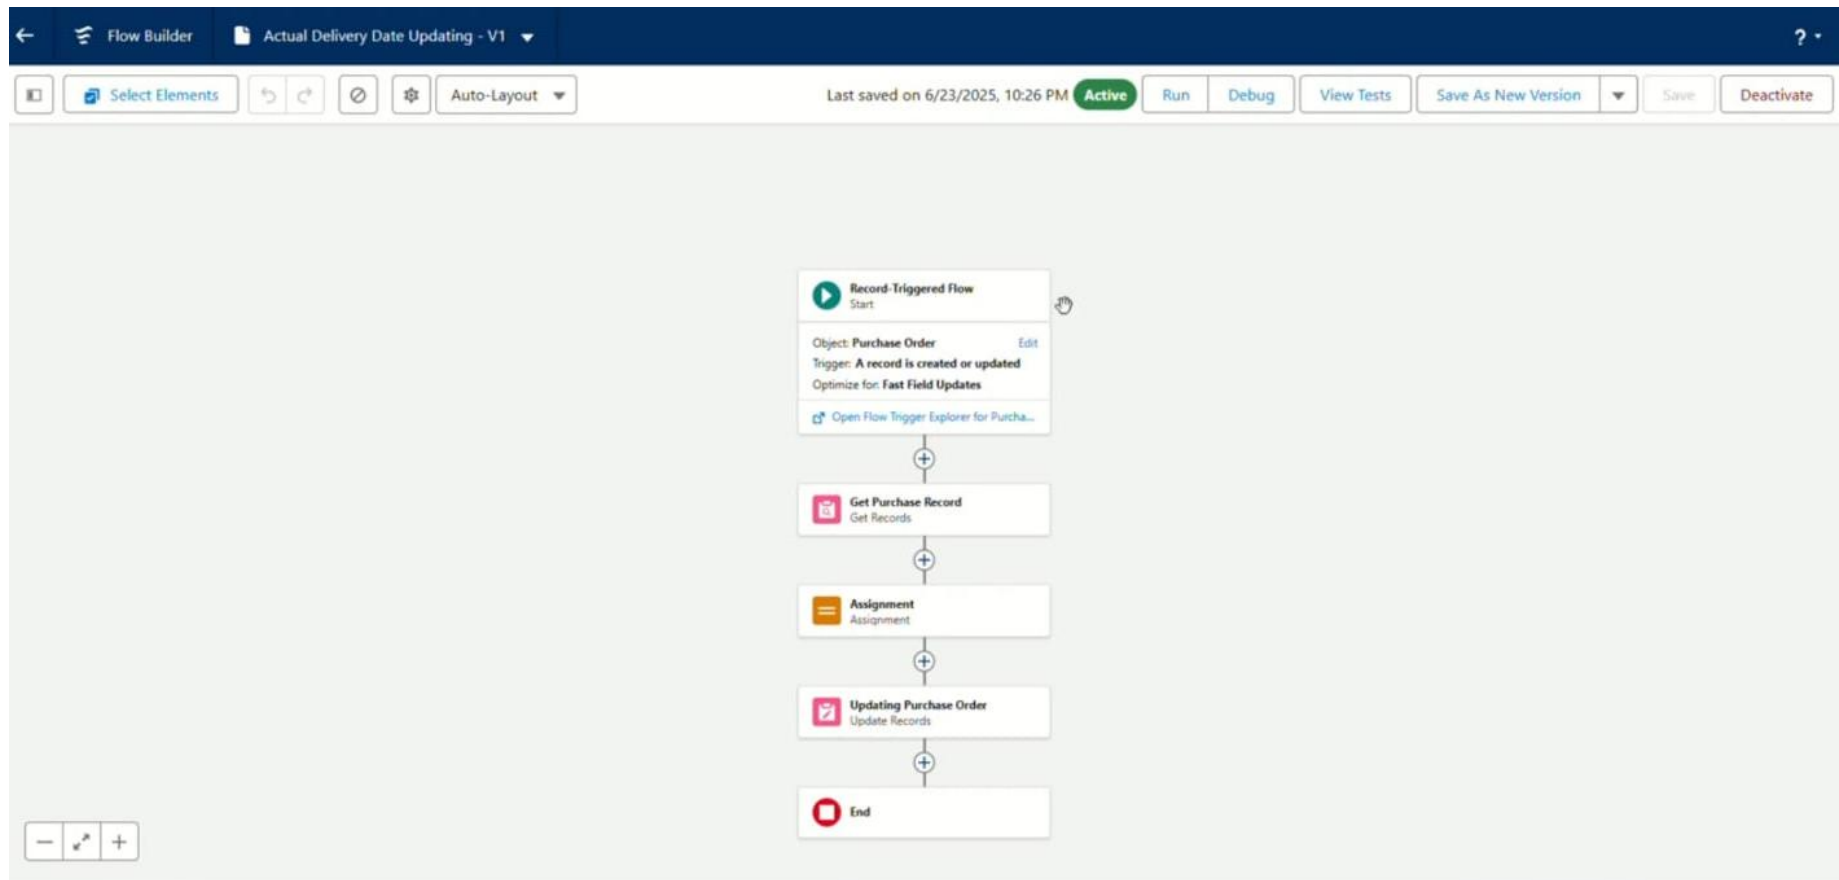 Flow Builder
Actual Delivery Date Updating - V1
?
Select Elements
Auto-Layout
Last saved on 6/23/2025, 10:26 PM
Active
Run
Debug
View Tests
Save As New Version
Save
Deactivate
Record-Triggered Flow
Start
Object: Purchase Order
Edit
Trigger: A record is created or updated
Optimize for: Fast Field Updates
Open Flow Trigger Explorer for Purcha...
Get Purchase Record
Get Records
Assignment
Assignment
Updating Purchase Order
Update Records
End